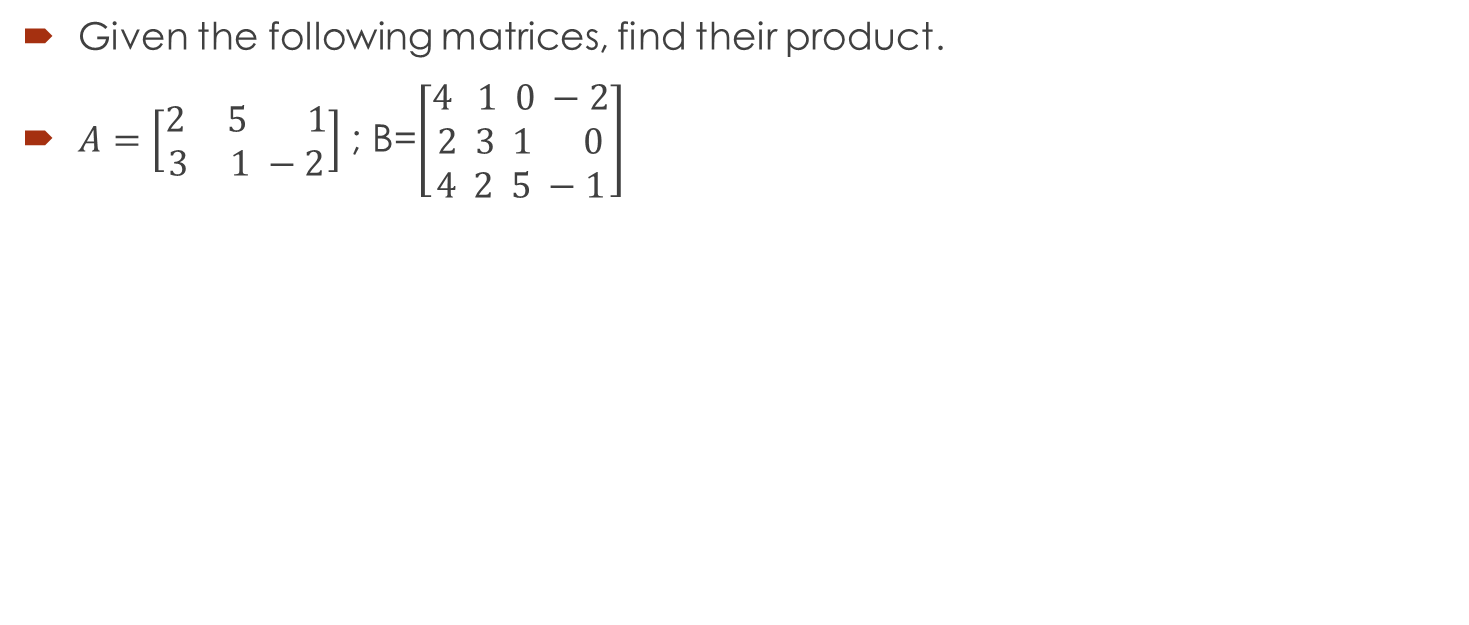 Given the following matrices, find their product.
A = [2 5 1; 3 1 – 2] ; B= [4 1 0 – 2; 2 3 1 0; 4 2 5 – 1]